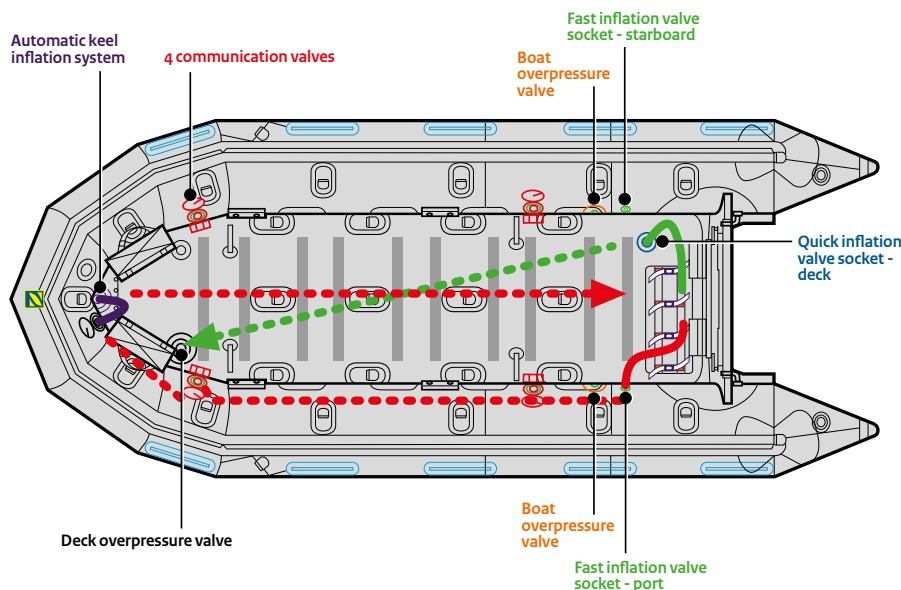 Fast inflation valve
socket - starboard
Automatic keel
inflation system
4 communication valves
Boat
overpressure
valve
Quick inflation
valve socket -
deck
Deck overpressure valve
Boat
overpressure
valve
Fast inflation valve
socket - port